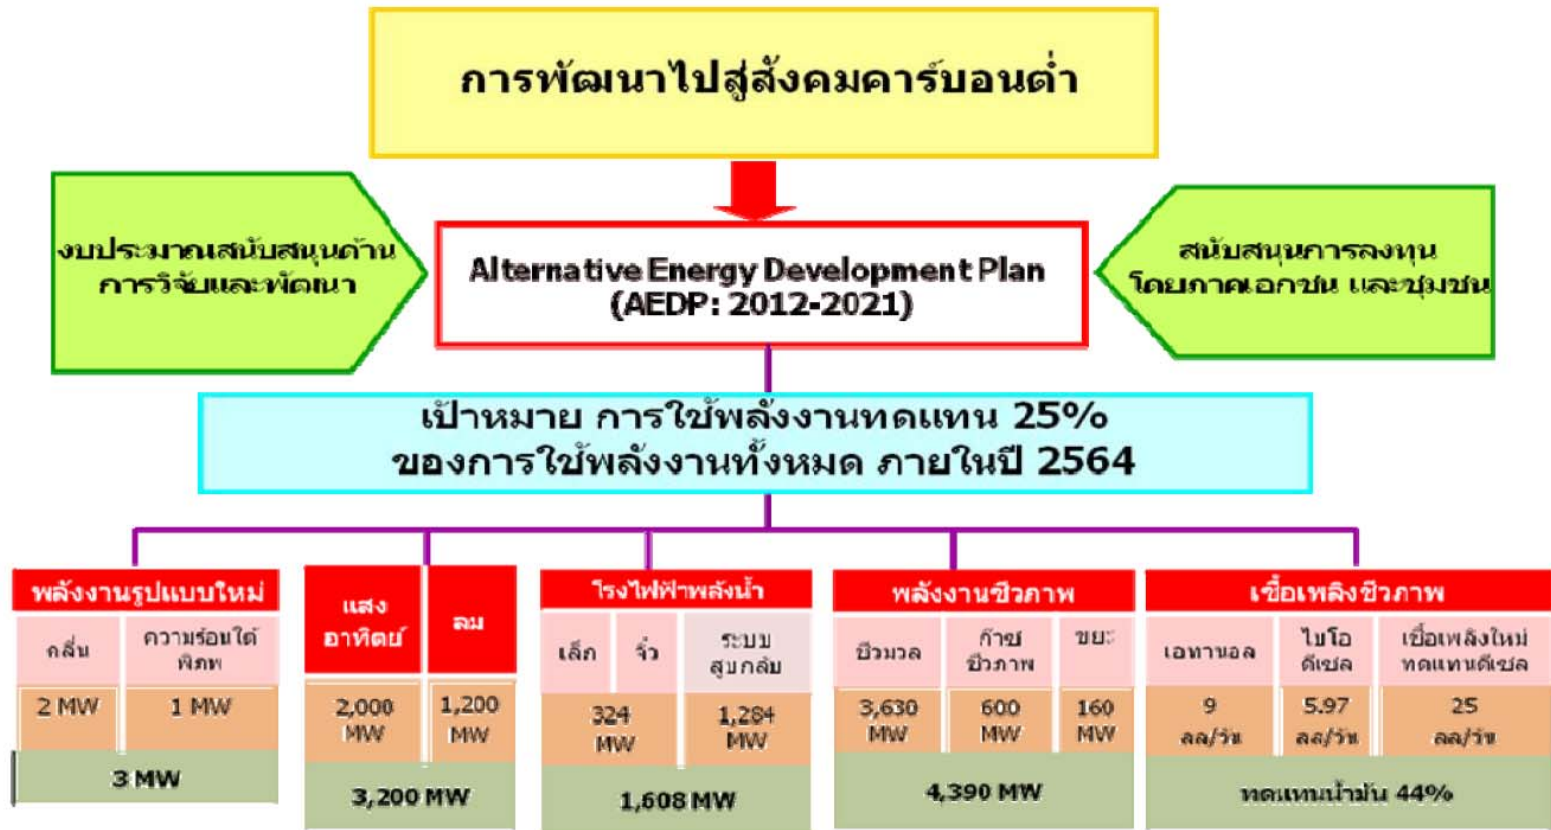 การพัฒนาไปสู่สังคมคาร์บอนต่ำ
งบประมาณสนับสนุนด้าน
การวิจัยและพัฒนา
Alternative Energy Development Plan
(AEDP: 2012-2021)
สนับสนุนการลงทุน
โดยภาคเอกชน และชุมชน
เป้าหมาย การใช้พลังงานทดแทน 25%
ของการใช้พลังงานทั้งหมด ภายในปี 2564
พลังงานรูปแบบใหม่
คลื่น
ความร้อนใต้
พิภพ
2 MW
1 MW
3 MW
แสง
อาทิตย์
ลม
2,000
MW
1,200
MW
3,200 MW
โรงไฟฟ้าพลังน้ำ
เล็ก
จิ๋ว
ระบบ
สูบกลับ
324
MW
1,284
MW
1,608 MW
พลังงานชีวภาพ
ชีวมวล
ก๊าซ
ชีวภาพ
ขยะ
3,630
MW
600
MW
160
MW
4,390 MW
เชื้อเพลิงชีวภาพ
เอทานอล
ไบโอ
ดีเซล
เชื้อเพลิงใหม่
ทดแทนดีเซล
9
ลล/วัน
5.97
ลล/วัน
25
ลล/วัน
ทดแทนน้ำมัน 44%